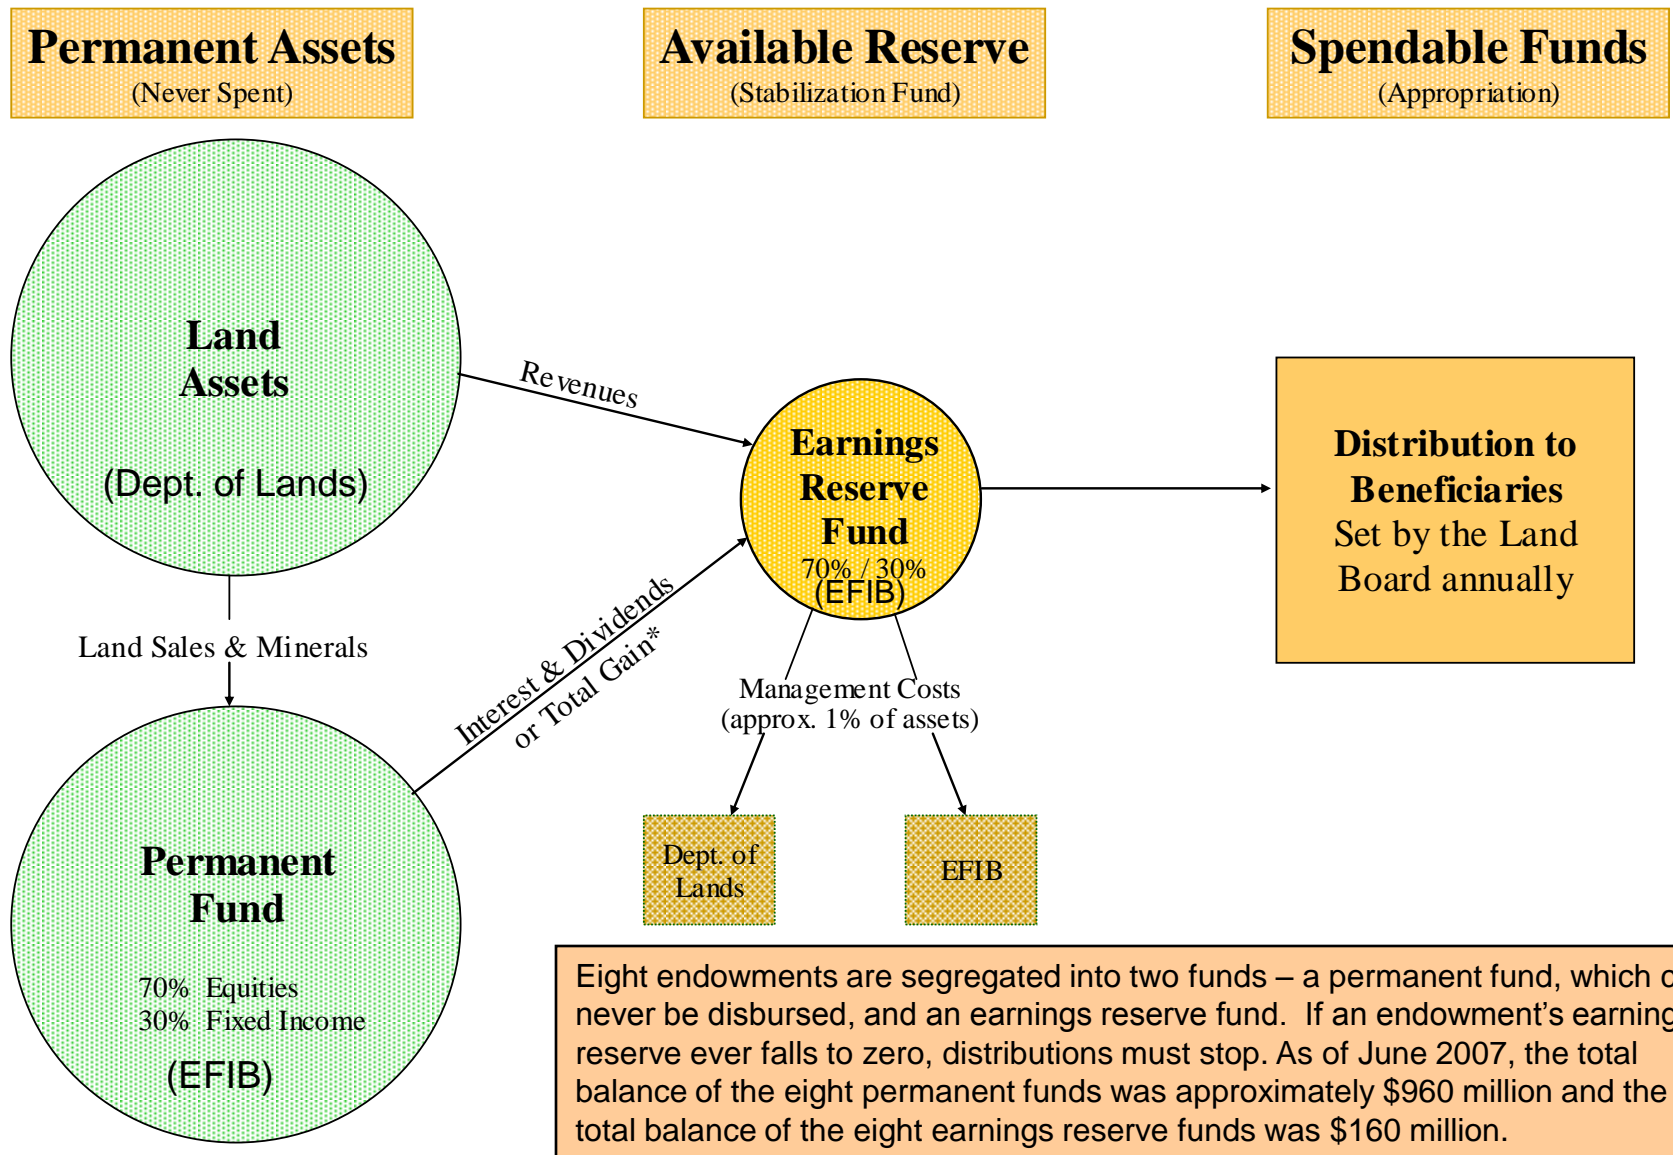 Permanent Assets
(Never Spent)
Available Reserve
(Stabilization Fund)
Spendable Funds
(Appropriation)
Land
Assets
(Dept. of Lands)
Revenues
Earnings
Reserve
Fund
70% / 30%
(EFIB)
Distribution to
Beneficiaries
Set by the Land
Board annually
Land Sales & Minerals
Interest & Dividends
or Total Gain*
Management Costs
(approx. 1% of assets)
Dept. of
Lands
EFIB
Permanent
Fund
70% Equities
30% Fixed Income
(EFIB)
Eight endowments are segregated into two funds – a permanent fund, which
never be disbursed, and an earnings reserve fund. If an endowment's earning
reserve ever falls to zero, distributions must stop. As of June 2007, the total
balance of the eight permanent funds was approximately $960 million and the
total balance of the eight earnings reserve funds was $160 million.